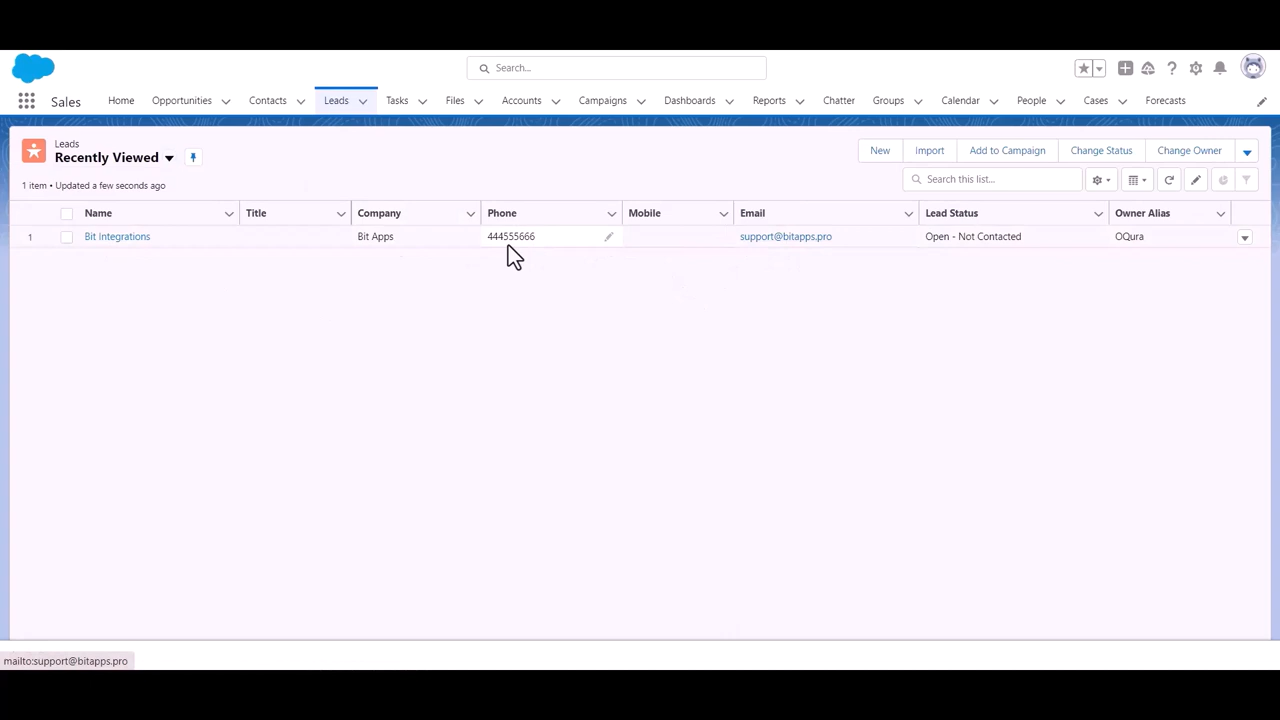 Search...
Sales Home Opportunities Contacts Leads Tasks Files Accounts Campaigns Dashboards Reports Chatter Groups Calendar People Cases Forecasts
Leads
Recently Viewed
New Import Add to Campaign Change Status Change Owner
1 item • Updated a few seconds ago
Search this list...
Name Title Company Phone Mobile Email Lead Status Owner Alias
1 Bit Integrations Bit Apps 444555666 support@bitapps.pro Open - Not Contacted OQura
mailto:support@bitapps.pro